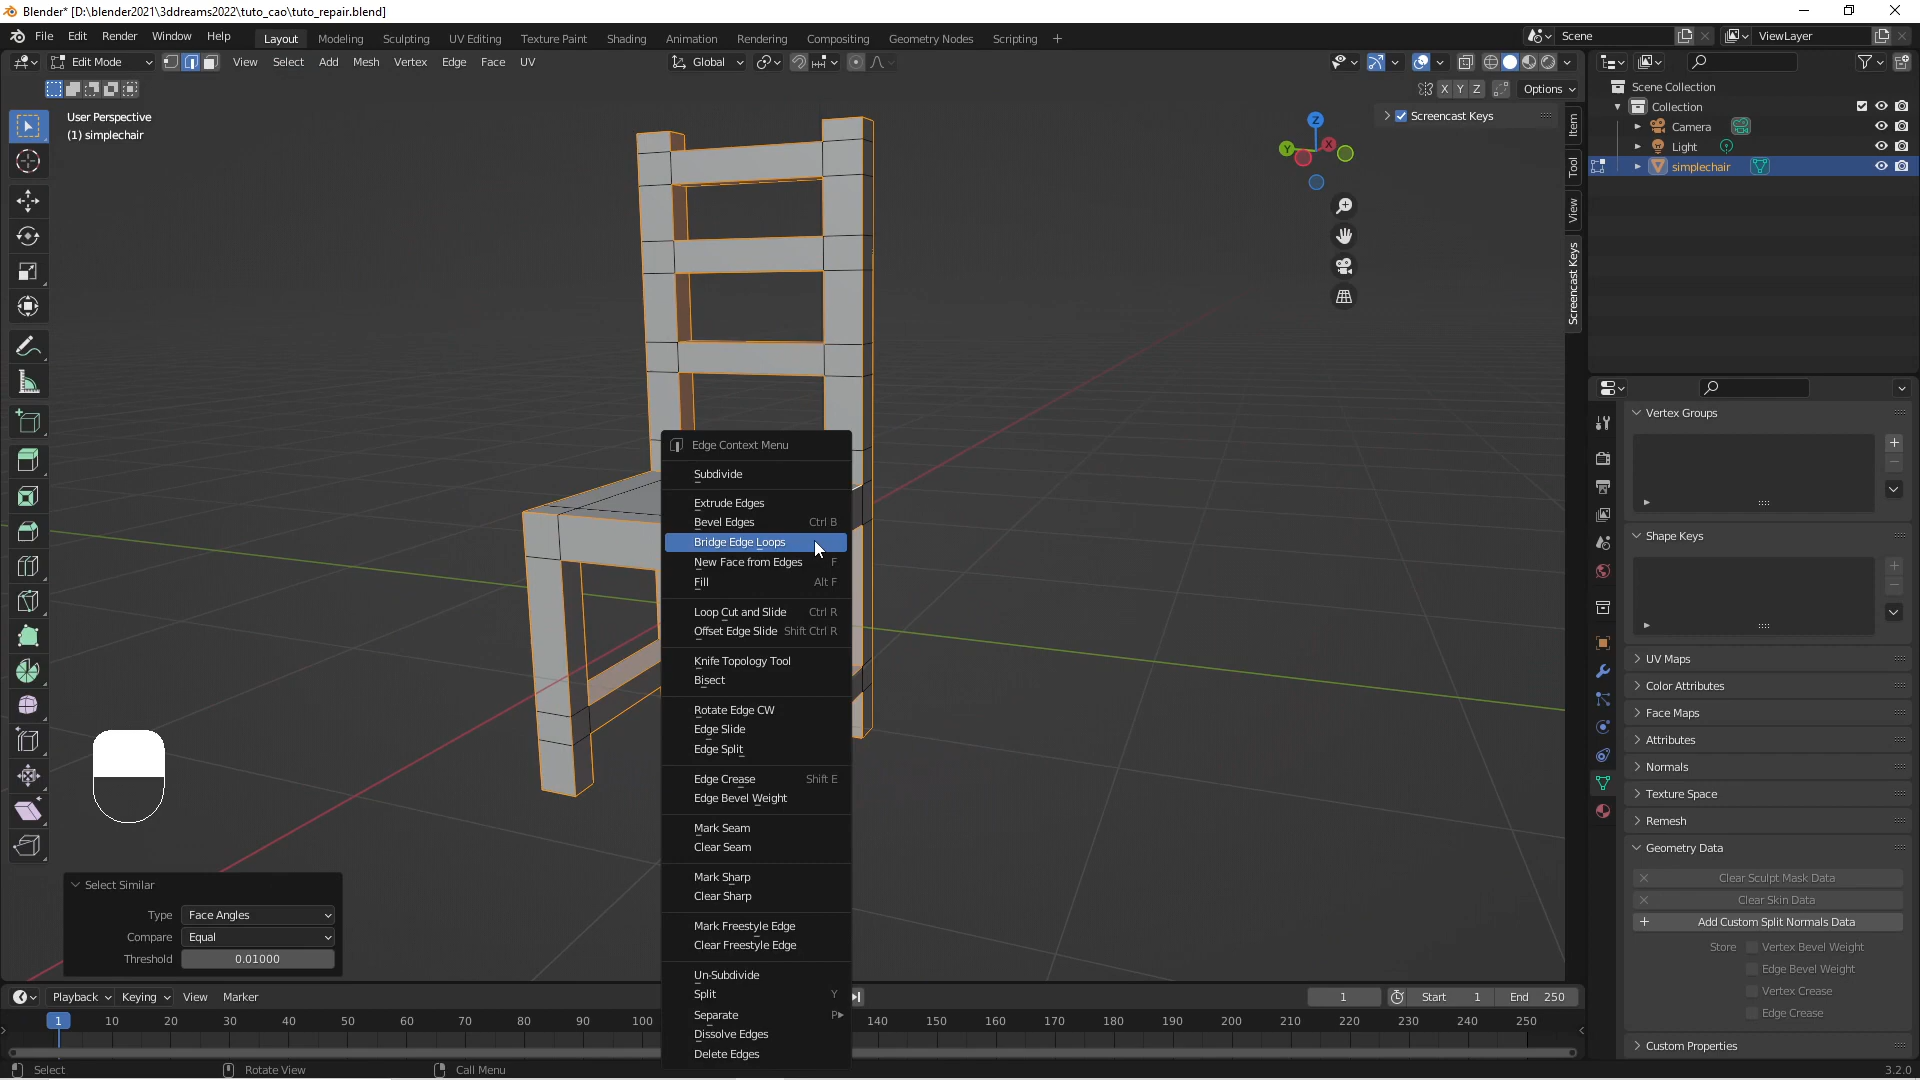 Blender* [D:\blender2021\3ddreams2022\tuto_cao\tuto_repair.blend]
File Edit Render Window Help
Layout Modeling Sculpting UV Editing Texture Paint Shading Animation Rendering Compositing Geometry Nodes Scripting +
Scene
ViewLayer
Edit Mode
View Select Add Mesh Vertex Edge Face UV
Global
X Y Z
Options
User Perspective
(1) simplechair
Screencast Keys
Z
Y
X
Item
Tool
View
Screencast Keys
Scene Collection
Collection
Camera
Light
simplechair
Edge Context Menu
Subdivide
Extrude Edges
Bevel Edges Ctrl B
Bridge Edge Loops
New Face from Edges F
Fill Alt F
Loop Cut and Slide Ctrl R
Offset Edge Slide Shift Ctrl R
Knife Topology Tool
Bisect
Rotate Edge CW
Edge Slide
Edge Split
Edge Crease Shift E
Edge Bevel Weight
Mark Seam
Clear Seam
Mark Sharp
Clear Sharp
Mark Freestyle Edge
Clear Freestyle Edge
Un-Subdivide
Split Y
Separate P
Dissolve Edges
Delete Edges
Vertex Groups
Shape Keys
UV Maps
Color Attributes
Face Maps
Attributes
Normals
Texture Space
Remesh
Geometry Data
Clear Sculpt Mask Data
Clear Skin Data
Add Custom Split Normals Data
Store Vertex Bevel Weight
Edge Bevel Weight
Vertex Crease
Edge Crease
Custom Properties
Select Similar
Type Face Angles
Compare Equal
Threshold 0.01000
Playback Keying View Marker
1 Start 1 End 250
1 10 20 30 40 50 60 70 80 90 100 140 150 160 170 180 190 200 210 220 230 240 250
Select Rotate View Call Menu
3.2.0